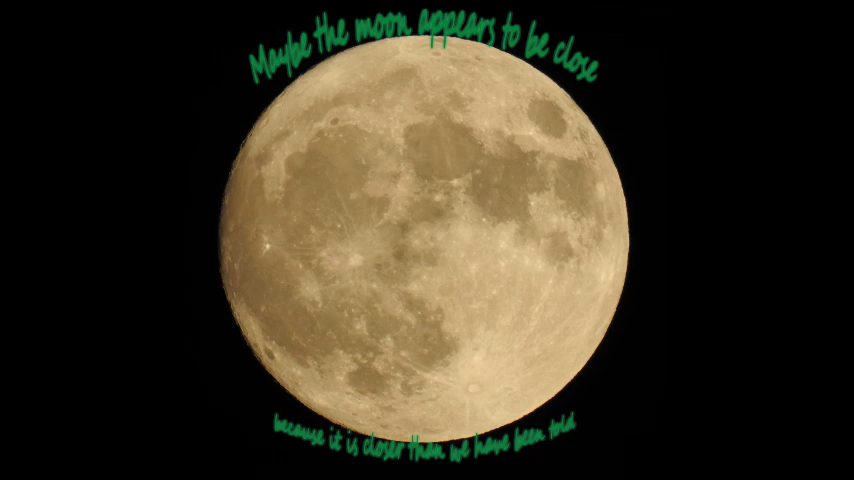 Maybe the moon appears to be close
because it is closer than we have been told